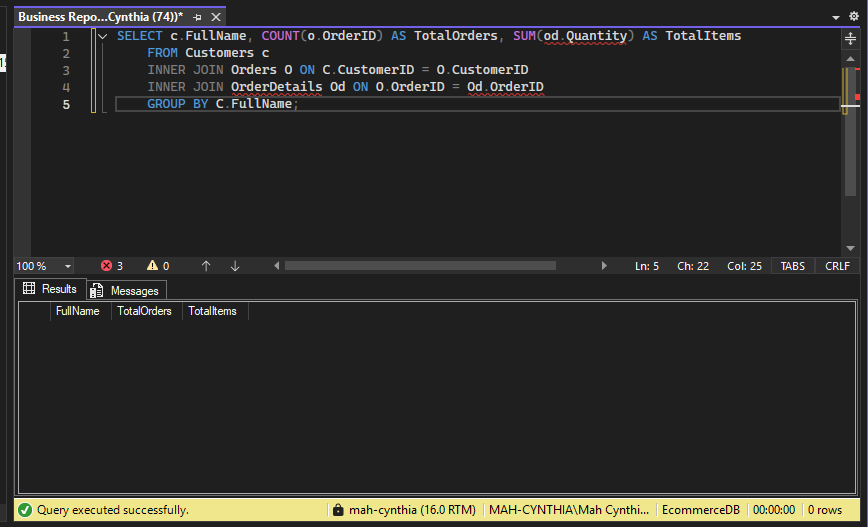 Business Repo...Cynthia (74))*
1 SELECT c.FullName, COUNT(o.OrderID) AS TotalOrders, SUM(od.Quantity) AS TotalItems
2 FROM Customers c
3 INNER JOIN Orders O ON C.CustomerID = O.CustomerID
4 INNER JOIN OrderDetails Od ON O.OrderID = Od.OrderID
5 GROUP BY C.FullName;
100 % 3 0 Ln: 5 Ch: 22 Col: 25 TABS CRLF
Results Messages
FullName TotalOrders TotalItems
Query executed successfully. mah-cynthia (16.0 RTM) MAH-CYNTHIA\Mah Cynthi... EcommerceDB 00:00:00 0 rows